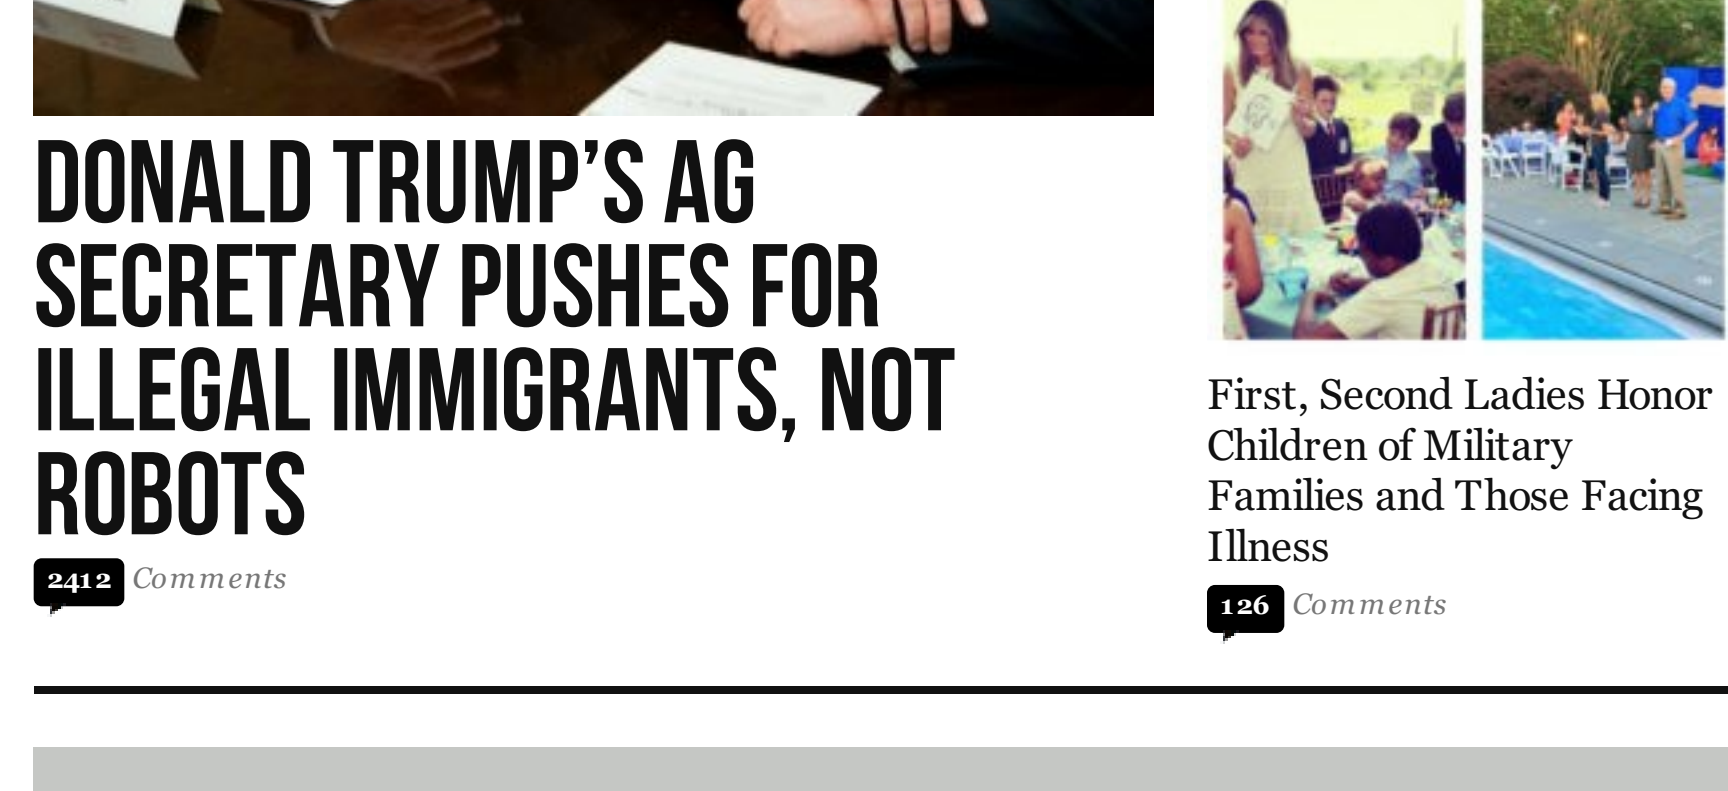 DONALD TRUMP’S AG
SECRETARY PUSHES FOR
ILLEGAL IMMIGRANTS, NOT
ROBOTS
2412 Comments
First, Second Ladies Honor
Children of Military
Families and Those Facing
Illness
126 Comments